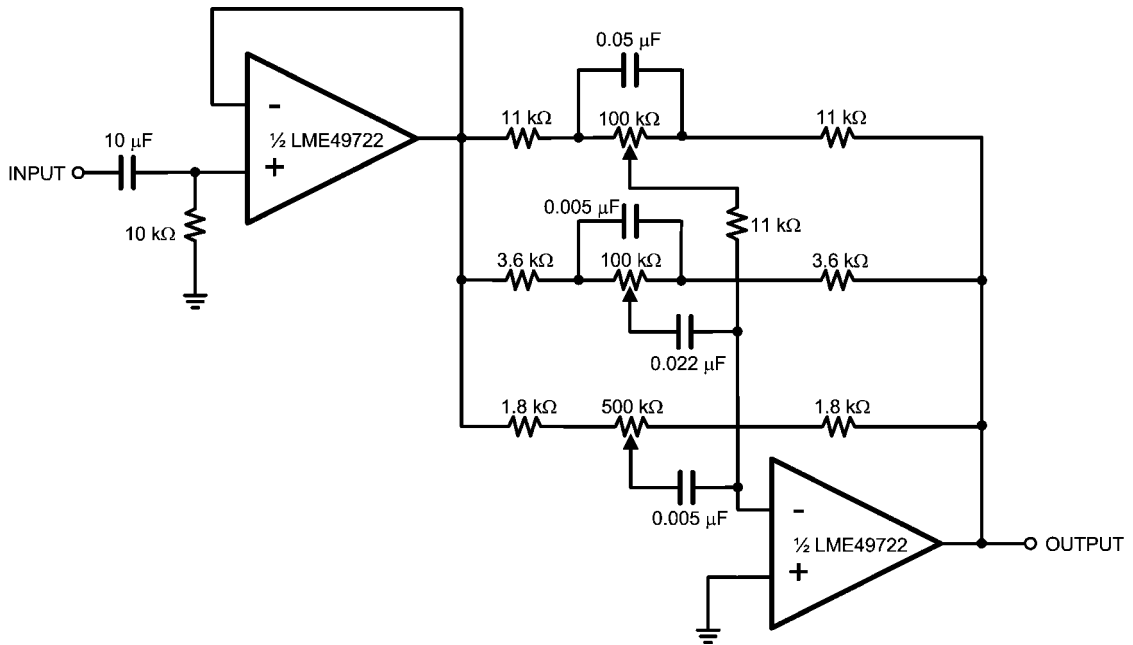 0.05 μF
11 kΩ
100 kΩ
11 kΩ
-
½ LME49722
+
10 μF
INPUT
10 kΩ
0.005 μF
11 kΩ
3.6 kΩ
100 kΩ
3.6 kΩ
0.022 μF
1.8 kΩ
500 kΩ
1.8 kΩ
0.005 μF
-
½ LME49722
+
OUTPUT